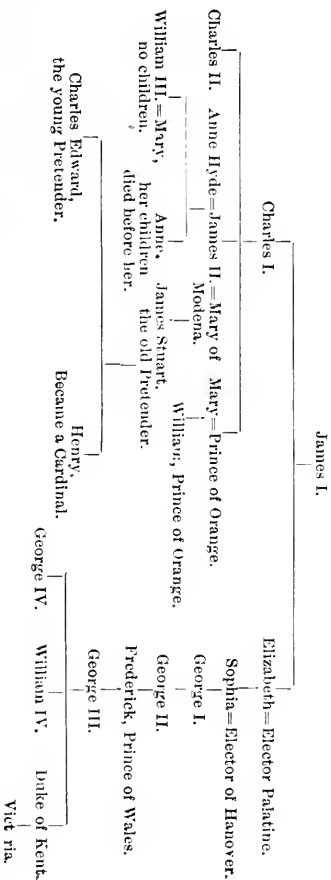 James I.
Charles I.
Elizabeth=Elector Palatine.
Charles II. Anne Hyde=James II.=Mary of Modena.
Mary=Prince of Orange.
Sophia=Elector of Hanover.
William III.=Mary,
no children.
Anne,
her children
died before her.
James Stuart,
the old Pretender.
William, Prince of Orange.
George I.
George II.
Charles Edward,
the young Pretender.
Henry,
Became a Cardinal.
Frederick, Prince of Wales.
George III.
George IV. William IV. Duke of Kent.
Vict ria.